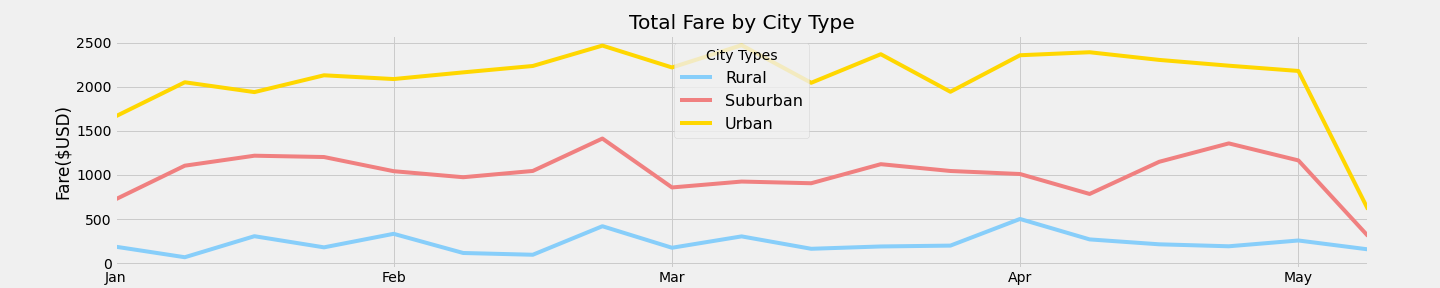 Total Fare by City Type
Fare($USD)
2500
2000
1500
1000
500
0
City Types
Rural
Suburban
Urban
Jan
Feb
Mar
Apr
May